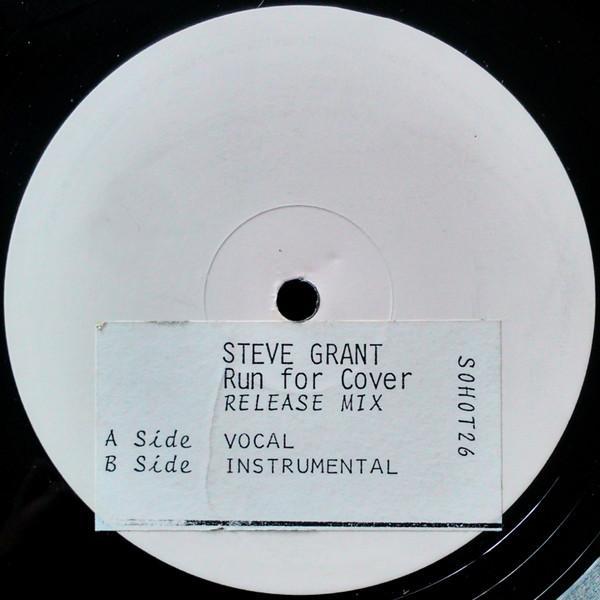 STEVE GRANT
Run for Cover
RELEASE MIX
A Side VOCAL
B Side INSTRUMENTAL
SOHOT26